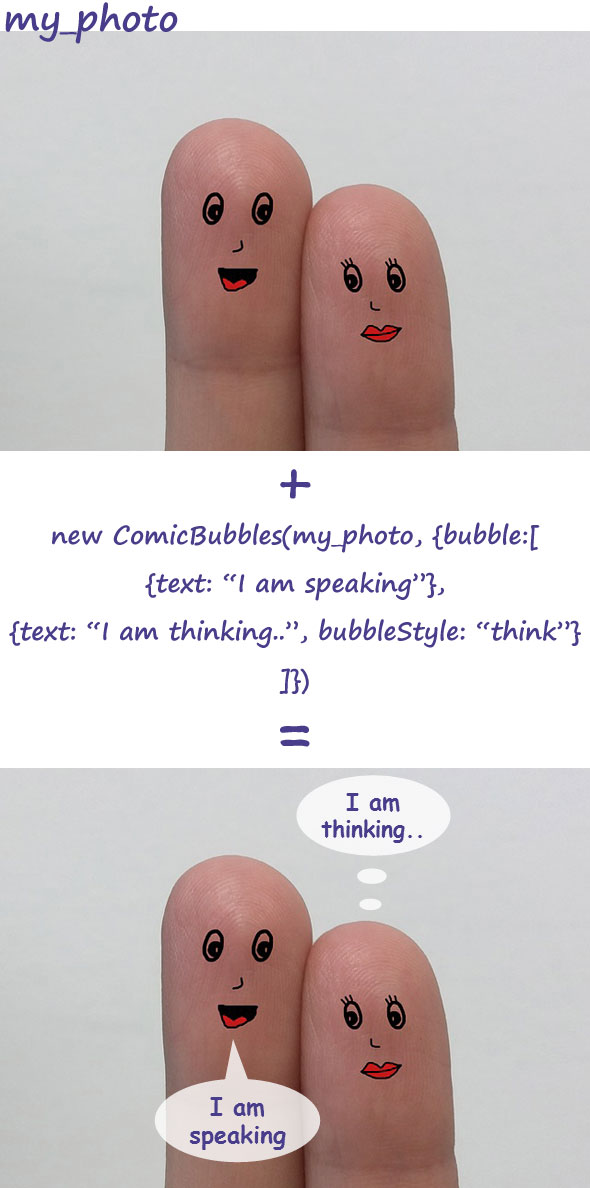 my_photo
+
new ComicBubbles(my_photo, {bubble:[
{text: “I am speaking”},
{text: “I am thinking..”, bubbleStyle: “think”}
]})
=
I am
thinking..
I am
speaking